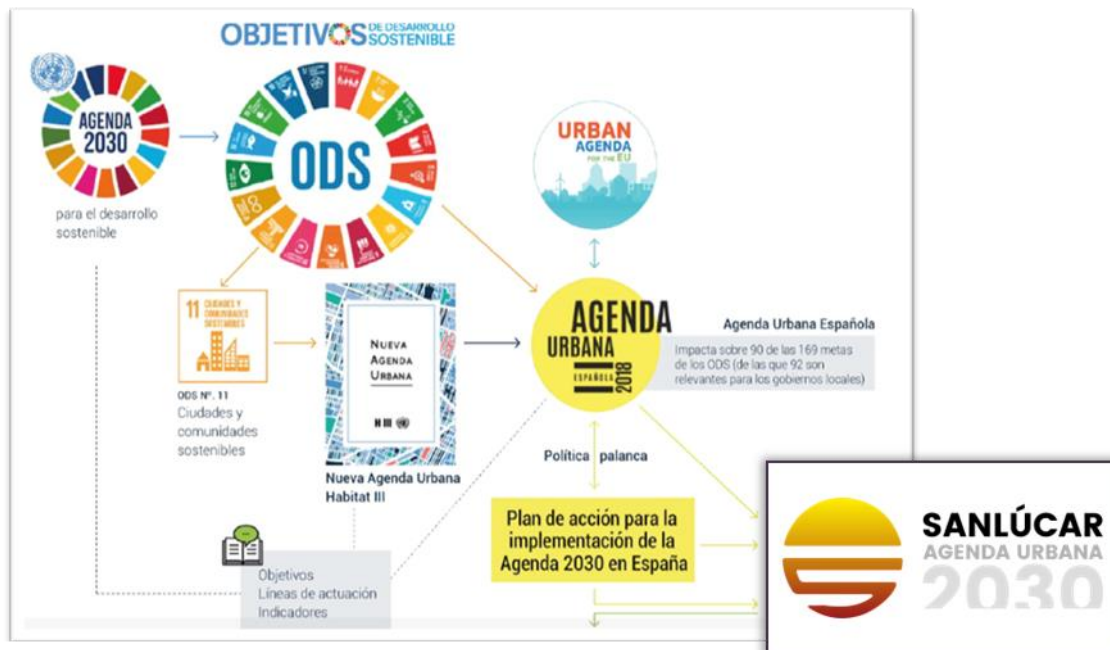 OBJETIVOS DE DESARROLLO SOSTENIBLE
AGENDA
2030
para el desarrollo
sostenible
ODS
URBAN
AGENDA
FOR THE EU
11 CIUDADES Y
COMUNIDADES
SOSTENIBLES
ODS Nº. 11
Ciudades y
comunidades
sostenibles
NUEVA
AGENDA
URBANA
H III
Nueva Agenda Urbana
Habitat III
AGENDA
URBANA
ESPAÑOLA
2018
Agenda Urbana Española
Impacta sobre 90 de las 169 metas
de los ODS (de las que 92 son
relevantes para los gobiernos locales)
Política palanca
Plan de acción para la
implementación de la
Agenda 2030 en España
Objetivos
Líneas de actuación
Indicadores
SANLÚCAR
AGENDA URBANA
2030